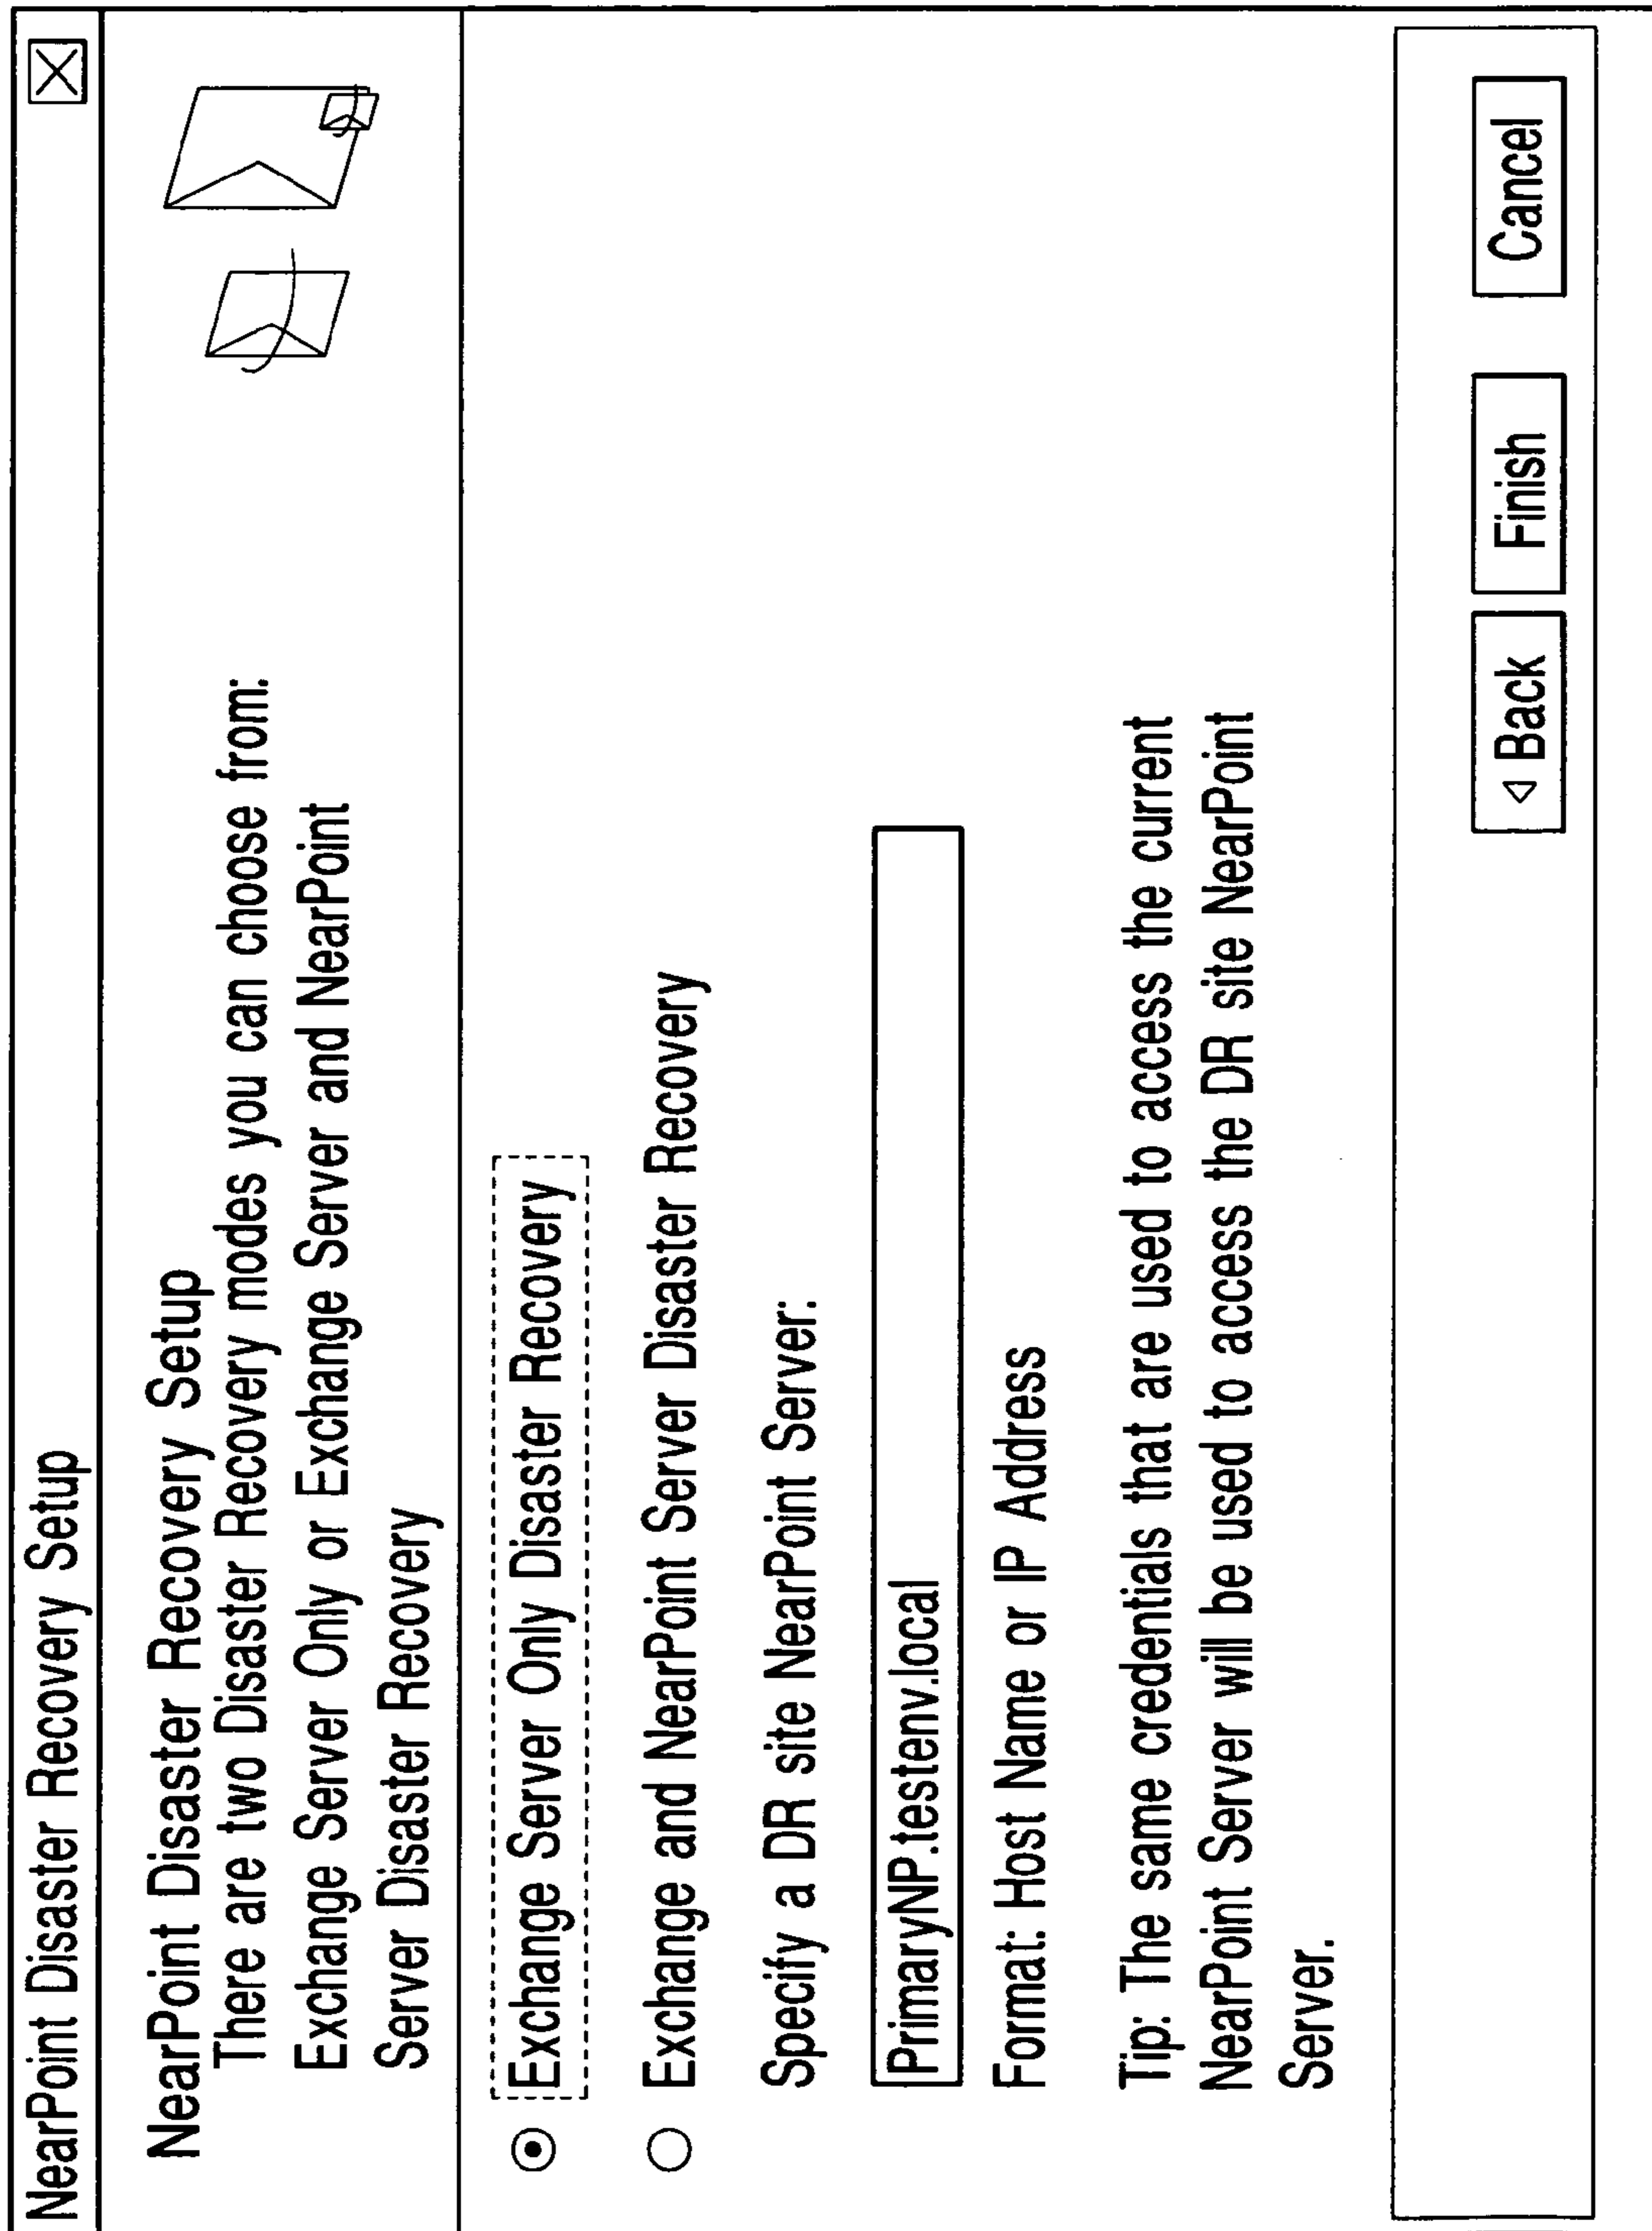 NearPoint Disaster Recovery Setup
NearPoint Disaster Recovery Setup
There are two Disaster Recovery modes you can choose from:
Exchange Server Only or Exchange Server and NearPoint
Server Disaster Recovery
Exchange Server Only Disaster Recovery
Exchange and NearPoint Server Disaster Recovery
Specify a DR site NearPoint Server:
PrimaryNP.testenv.local
Format: Host Name or IP Address
Tip: The same credentials that are used to access the current
NearPoint Server will be used to access the DR site NearPoint
Server.
Back Finish Cancel